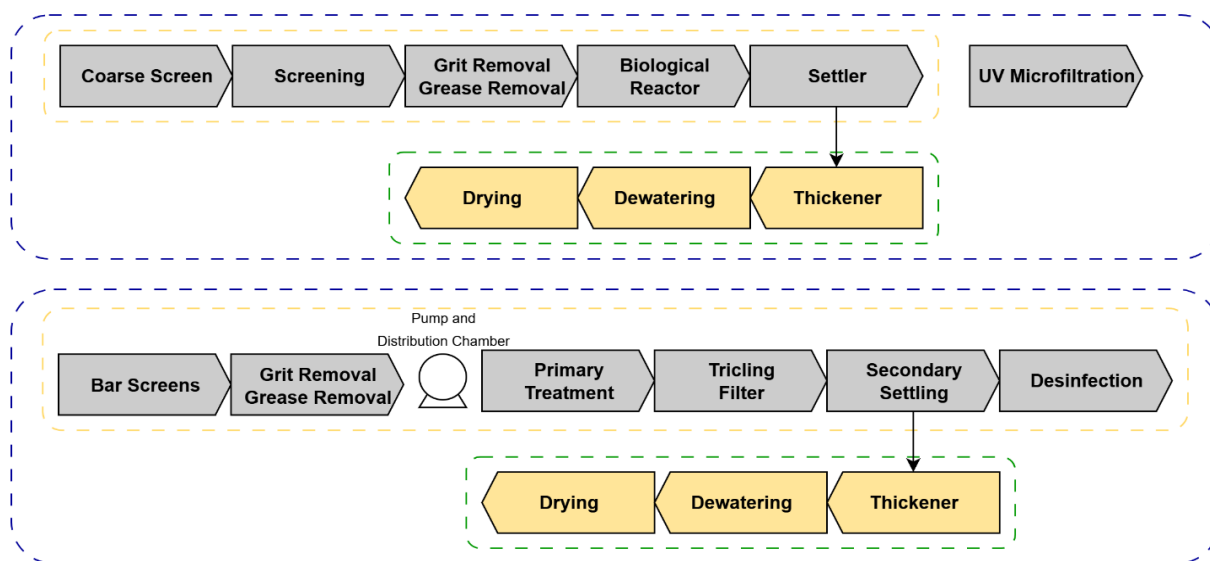 Coarse Screen
Screening
Grit Removal
Grease Removal
Biological
Reactor
Settler
UV Microfiltration
Drying
Dewatering
Thickener
Pump and
Distribution Chamber
Bar Screens
Grit Removal
Grease Removal
Primary
Treatment
Tricling
Filter
Secondary
Settling
Desinfection
Drying
Dewatering
Thickener